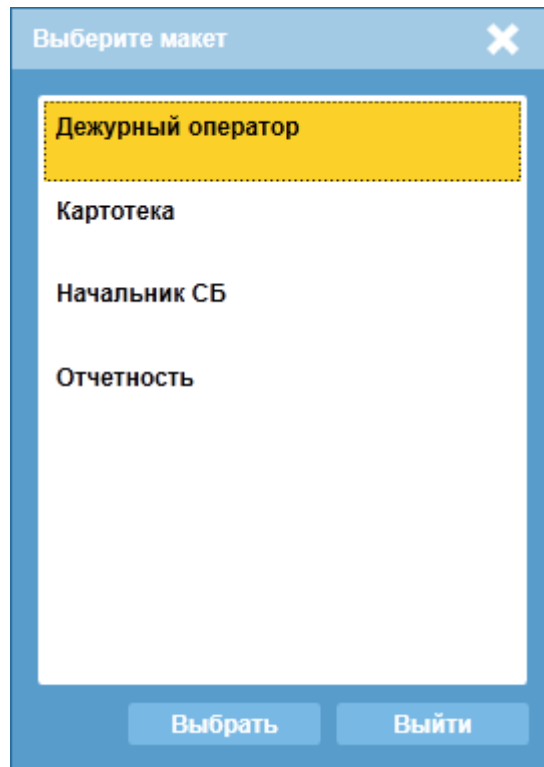 Выберите макет
Дежурный оператор
Картотека
Начальник СБ
Отчетность
Выбрать Выйти